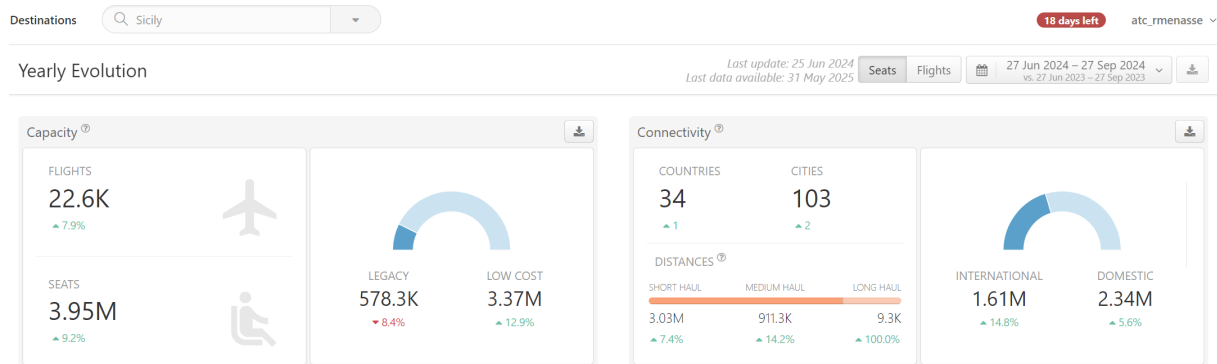 Destinations
Sicily
18 days left
atc_rmenasse
Yearly Evolution
Last update: 25 Jun 2024
Last data available: 31 May 2025
Seats
Flights
27 Jun 2024 – 27 Sep 2024
vs. 27 Jun 2023 – 27 Sep 2023
Capacity ?
FLIGHTS
22.6K
7.9%
SEATS
3.95M
9.2%
LEGACY
578.3K
8.4%
LOW COST
3.37M
12.9%
Connectivity ?
COUNTRIES
34
1
CITIES
103
2
DISTANCES ?
SHORT HAUL MEDIUM HAUL LONG HAUL
3.03M 911.3K 9.3K
7.4% 14.2% 100.0%
INTERNATIONAL
1.61M
14.8%
DOMESTIC
2.34M
5.6%